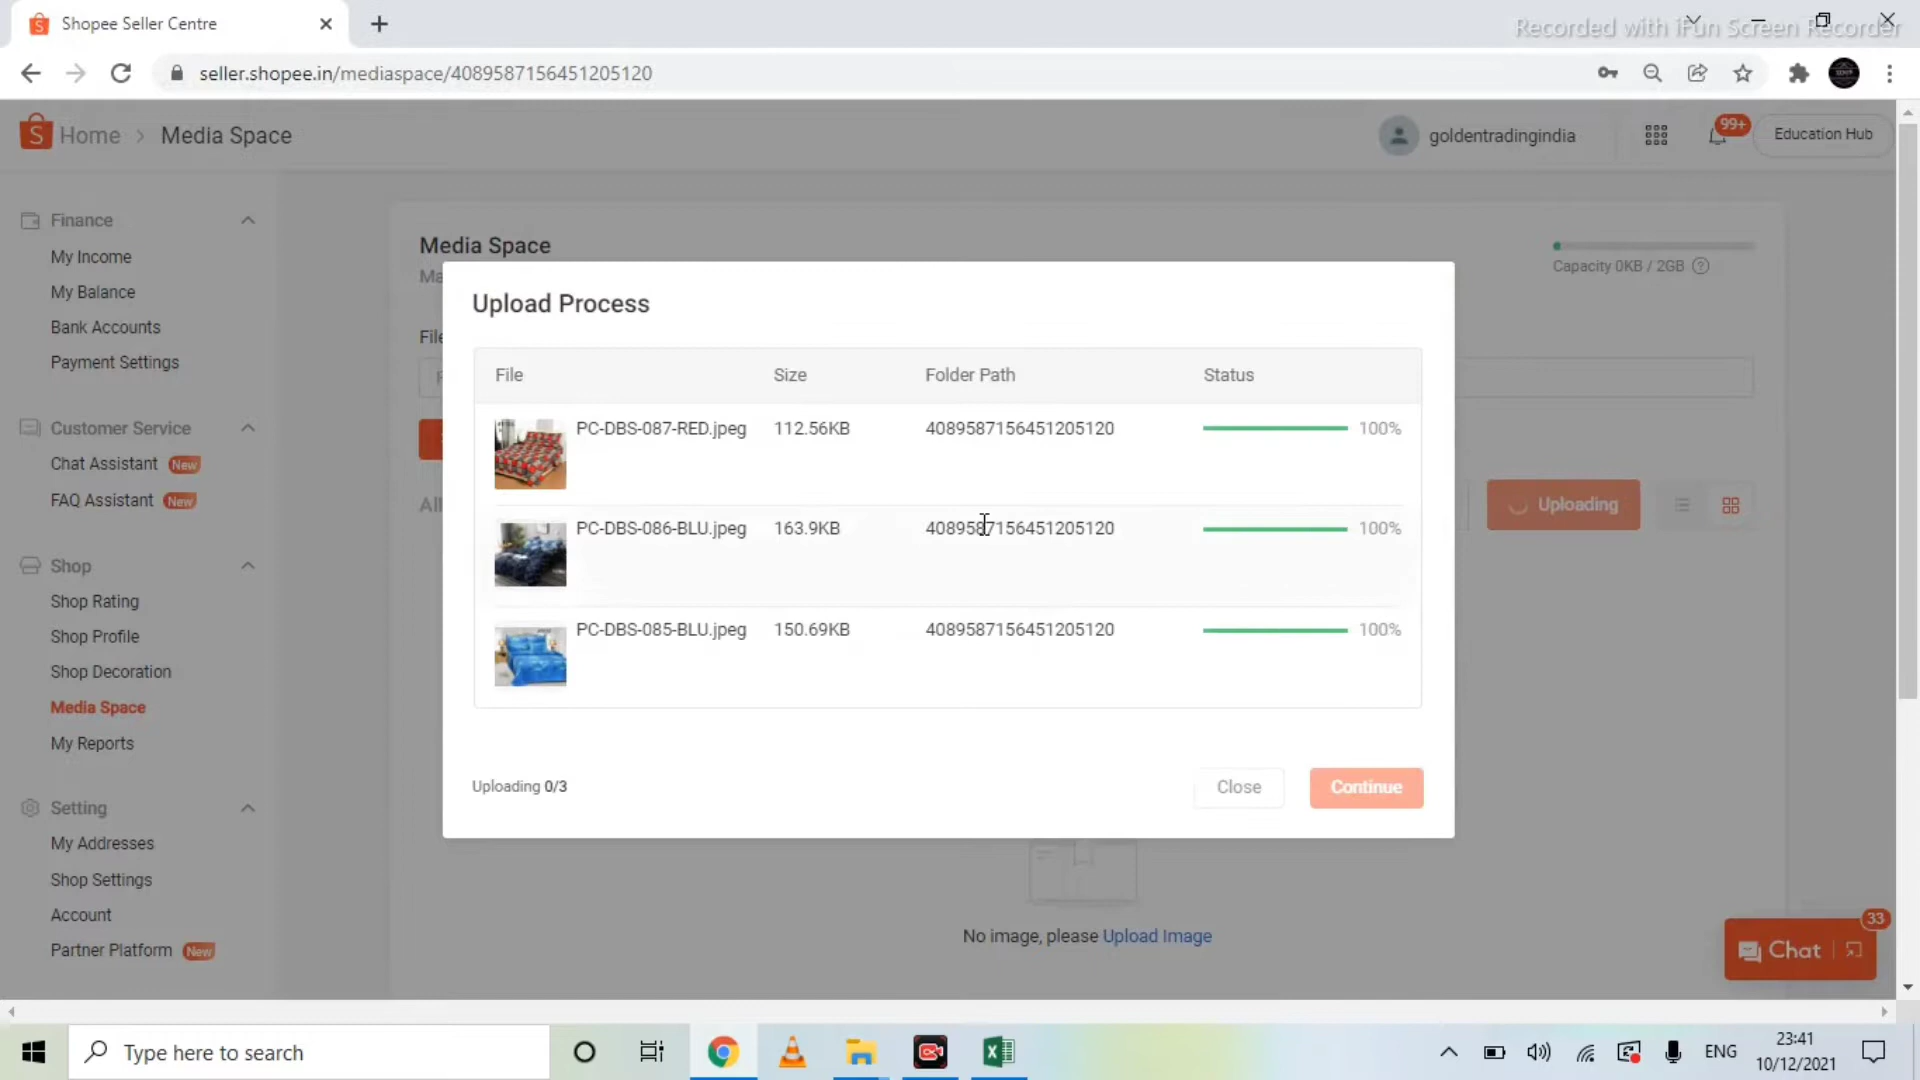 Shopee Seller Centre
Recorded with iFun Screen Recorder
seller.shopee.in/mediaspace/4089587156451205120
Home > Media Space
goldentradingindia
99+
Education Hub
Finance
My Income
My Balance
Bank Accounts
Payment Settings
Customer Service
Chat Assistant New
FAQ Assistant New
Shop
Shop Rating
Shop Profile
Shop Decoration
Media Space
My Reports
Setting
My Addresses
Shop Settings
Account
Partner Platform New
Media Space
Capacity 0KB / 2GB
Ma
File
All
Uploading
Upload Process
File Size Folder Path Status
PC-DBS-087-RED.jpeg 112.56KB 4089587156451205120 100%
PC-DBS-086-BLU.jpeg 163.9KB 4089587156451205120 100%
PC-DBS-085-BLU.jpeg 150.69KB 4089587156451205120 100%
Uploading 0/3
Close
Continue
No image, please Upload Image
33
Chat
Type here to search
ENG
23:41
10/12/2021